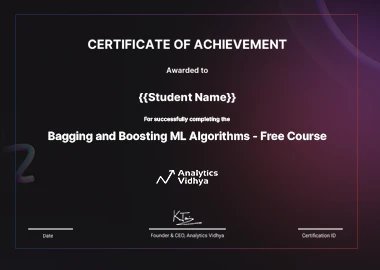 CERTIFICATE OF ACHIEVEMENT
Awarded to
{{Student Name}}
For successfully completing the
Bagging and Boosting ML Algorithms - Free Course
Analytics
Vidhya
Date
Founder & CEO, Analytics Vidhya
Certification ID